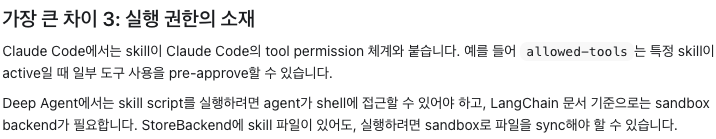 가장 큰 차이 3: 실행 권한의 소재
Claude Code에서는 skill이 Claude Code의 tool permission 체계와 붙습니다. 예를 들어 allowed-tools 는 특정 skill이
active일 때 일부 도구 사용을 pre-approve할 수 있습니다.
Deep Agent에서는 skill script를 실행하려면 agent가 shell에 접근할 수 있어야 하고, LangChain 문서 기준으로는 sandbox
backend가 필요합니다. StoreBackend에 skill 파일이 있어도, 실행하려면 sandbox로 파일을 sync해야 할 수 있습니다.